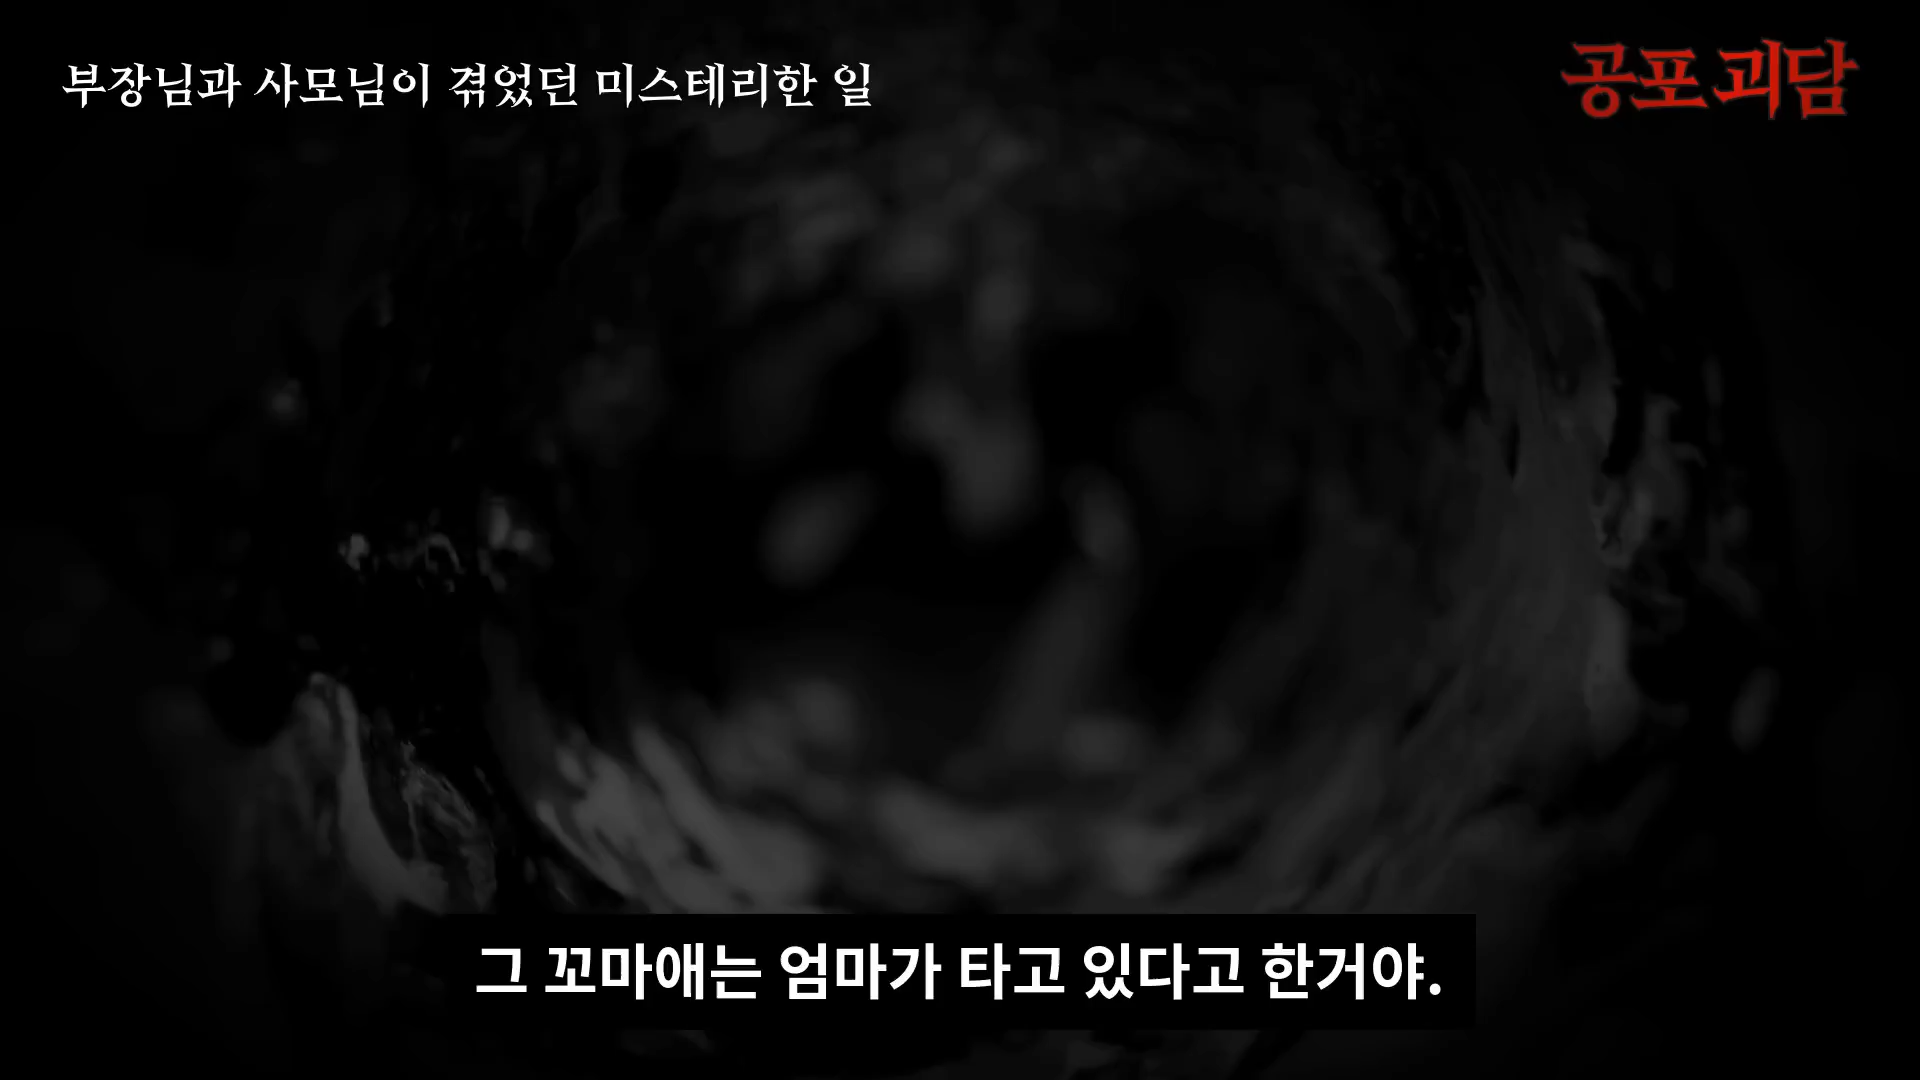 부장님과 사모님이 겪었던 미스테리한 일
공포 괴담
그 꼬마애는 엄마가 타고 있다고 한거야.